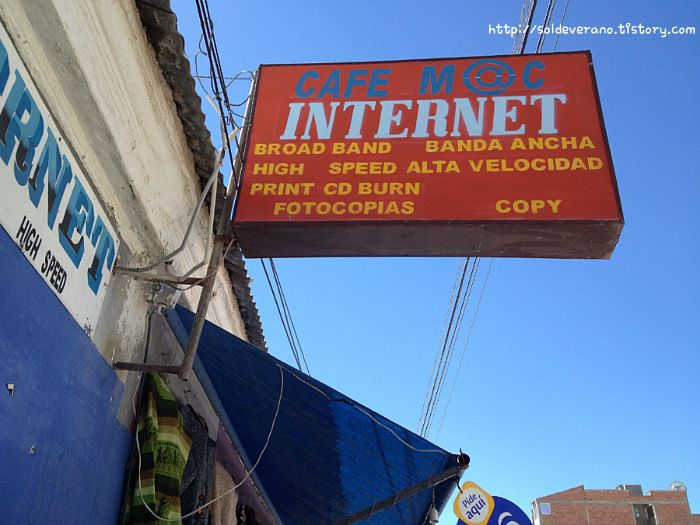 http://soldeverano.tistory.com
CAFE M@C
INTERNET
BROAD BAND BANDA ANCHA
HIGH SPEED ALTA VELOCIDAD
PRINT CD BURN
FOTOCOPIAS COPY
RNET
HIGH SPEED
Pide aquí